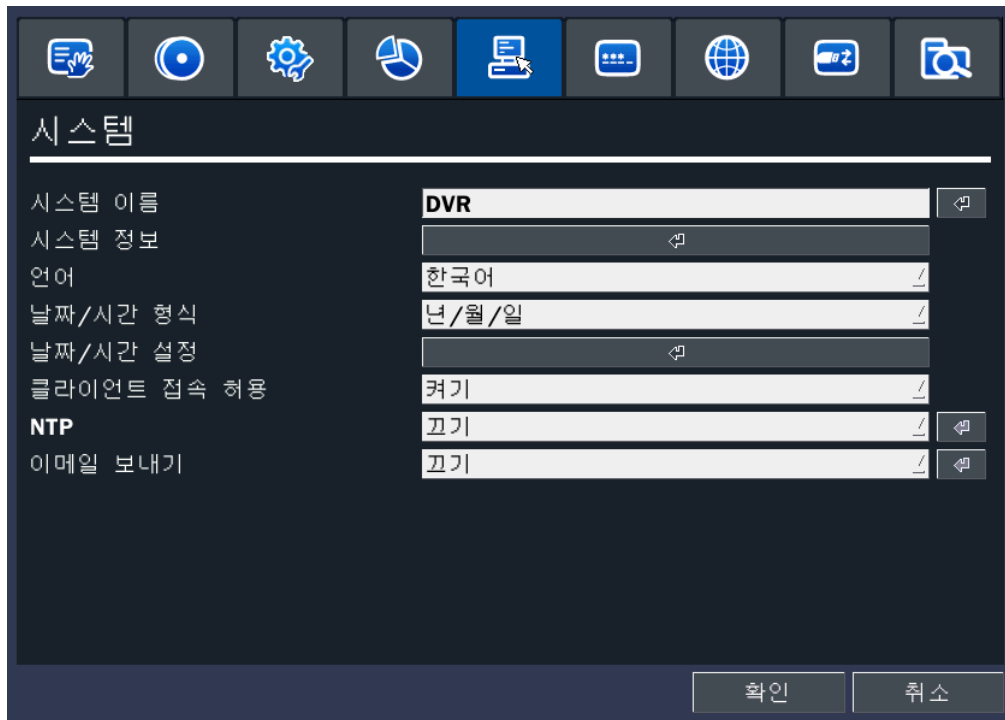 시스템
시스템 이름 DVR
시스템 정보
언어 한국어
날짜/시간 형식 년/월/일
날짜/시간 설정
클라이언트 접속 허용 켜기
NTP 끄기
이메일 보내기 끄기
확인 취소